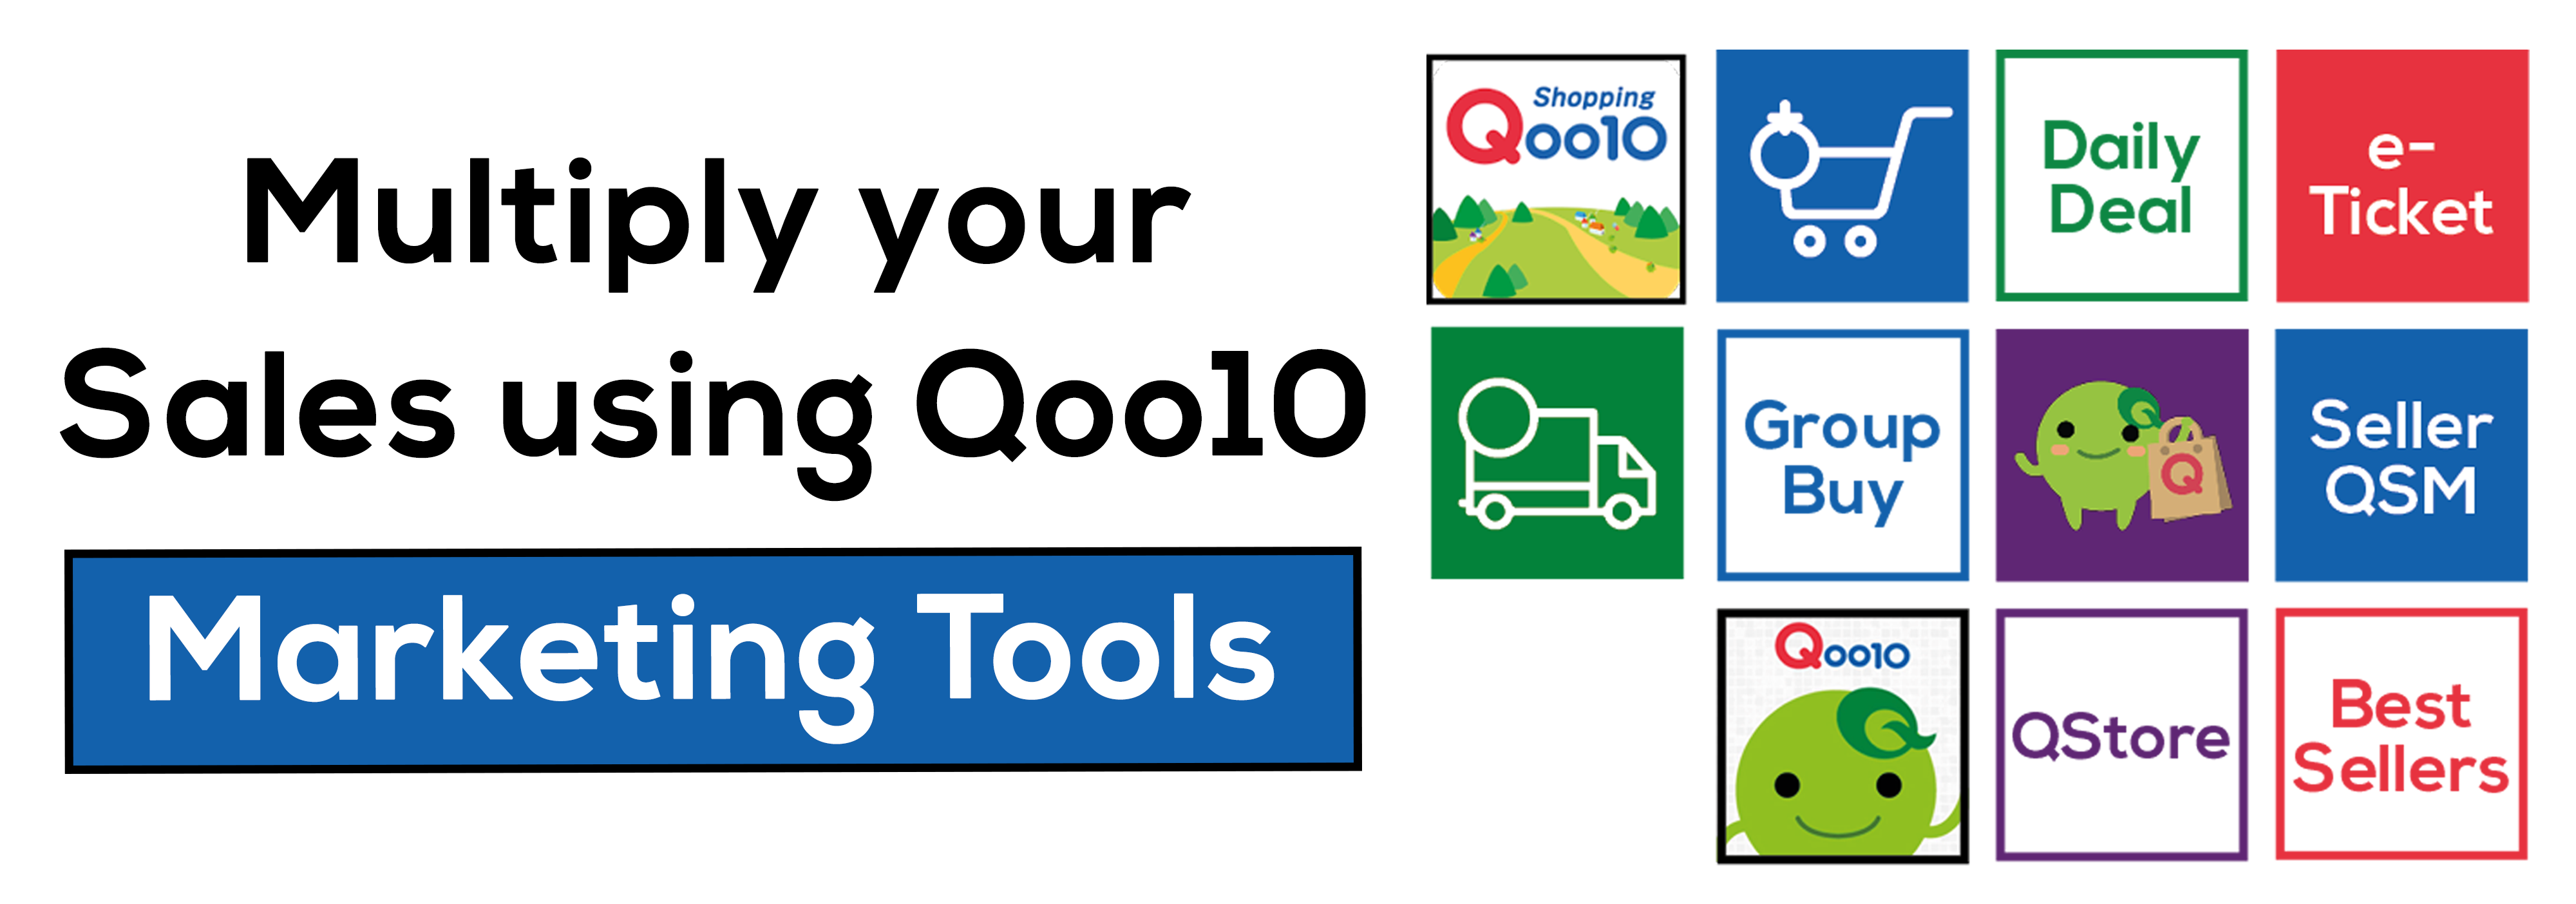 Multiply your
Sales using Qoo10
Marketing Tools
Shopping
Qoo10
Daily
Deal
e-
Ticket
Group
Buy
Q
Seller
QSM
Qoo10
QStore
Best
Sellers